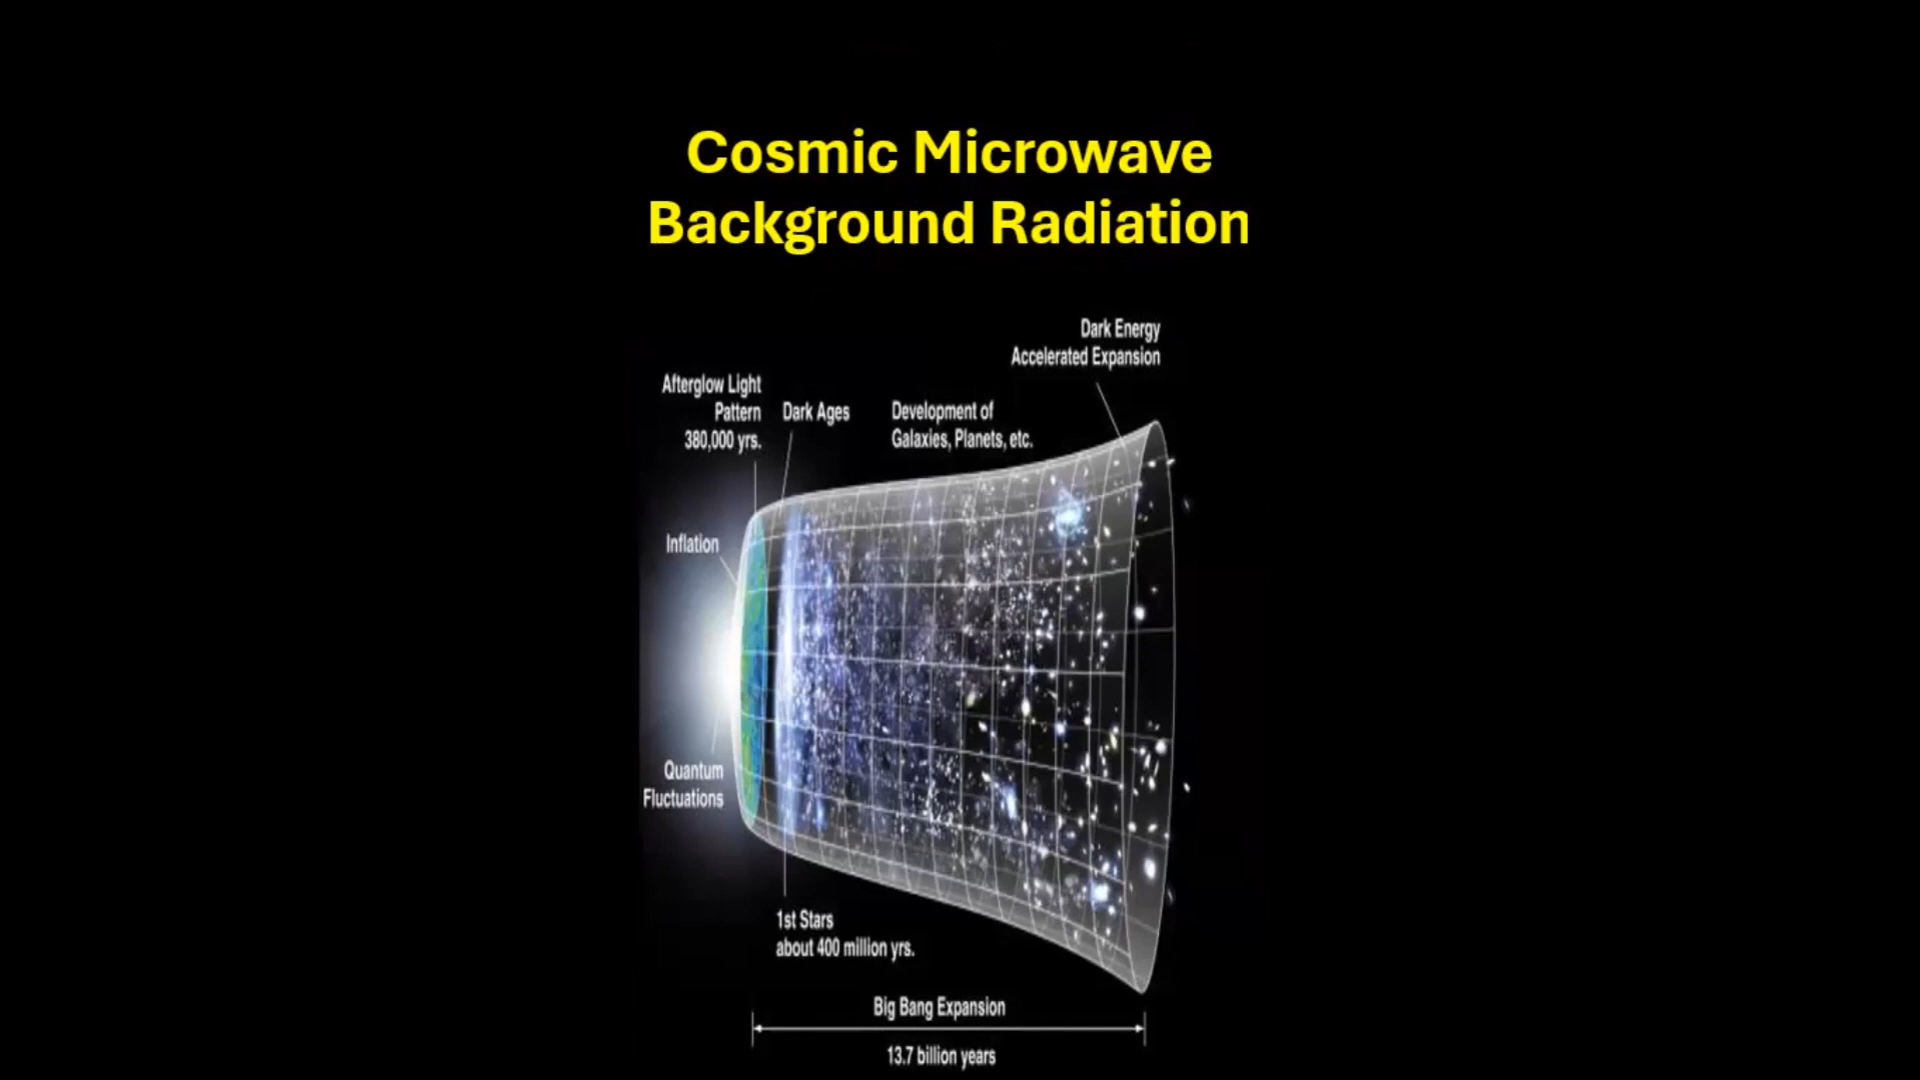 Cosmic Microwave
Background Radiation
Dark Energy
Accelerated Expansion
Afterglow Light
Pattern
380,000 yrs.
Dark Ages
Development of
Galaxies, Planets, etc.
Inflation
Quantum
Fluctuations
1st Stars
about 400 million yrs.
Big Bang Expansion
13.7 billion years